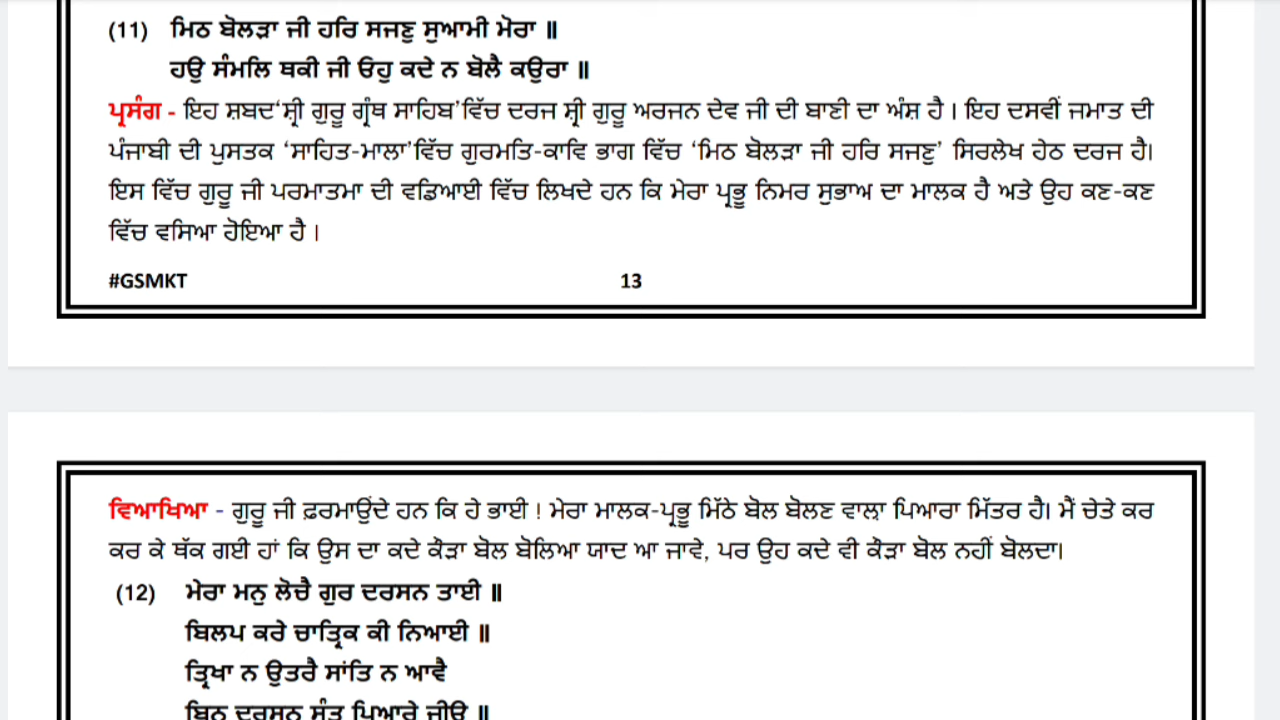 (11) ਮਿਠ ਬੋਲੜਾ ਜੀ ਹਰਿ ਸਜਣੁ ਸੁਆਮੀ ਮੋਰਾ ॥
ਹਉ ਸੰਮਲਿ ਥਕੀ ਜੀ ਓਹੁ ਕਦੇ ਨ ਬੋਲੈ ਕਉਰਾ ॥
ਪ੍ਰਸੰਗ - ਇਹ ਸ਼ਬਦ‘ਸ਼੍ਰੀ ਗੁਰੂ ਗ੍ਰੰਥ ਸਾਹਿਬ’ਵਿੱਚ ਦਰਜ ਸ਼੍ਰੀ ਗੁਰੂ ਅਰਜਨ ਦੇਵ ਜੀ ਦੀ ਬਾਣੀ ਦਾ ਅੰਸ਼ ਹੈ। ਇਹ ਦਸਵੀਂ ਜਮਾਤ ਦੀ
ਪੰਜਾਬੀ ਦੀ ਪੁਸਤਕ ‘ਸਾਹਿਤ-ਮਾਲਾ’ਵਿੱਚ ਗੁਰਮਤਿ-ਕਾਵਿ ਭਾਗ ਵਿੱਚ ‘ਮਿਠ ਬੋਲੜਾ ਜੀ ਹਰਿ ਸਜਣੁ’ ਸਿਰਲੇਖ ਹੇਠ ਦਰਜ ਹੈ।
ਇਸ ਵਿੱਚ ਗੁਰੂ ਜੀ ਪਰਮਾਤਮਾ ਦੀ ਵਡਿਆਈ ਵਿੱਚ ਲਿਖਦੇ ਹਨ ਕਿ ਮੇਰਾ ਪ੍ਰਭੂ ਨਿਮਰ ਸੁਭਾਅ ਦਾ ਮਾਲਕ ਹੈ ਅਤੇ ਉਹ ਕਣ-ਕਣ
ਵਿੱਚ ਵਸਿਆ ਹੋਇਆ ਹੈ।
#GSMKT 13
ਵਿਆਖਿਆ - ਗੁਰੂ ਜੀ ਫ਼ਰਮਾਉਂਦੇ ਹਨ ਕਿ ਹੇ ਭਾਈ ! ਮੇਰਾ ਮਾਲਕ-ਪ੍ਰਭੂ ਮਿੱਠੇ ਬੋਲ ਬੋਲਣ ਵਾਲਾ ਪਿਆਰਾ ਮਿੱਤਰ ਹੈ। ਮੈਂ ਚੇਤੇ ਕਰ
ਕਰ ਕੇ ਥੱਕ ਗਈ ਹਾਂ ਕਿ ਉਸ ਦਾ ਕਦੇ ਕੌੜਾ ਬੋਲ ਬੋਲਿਆ ਯਾਦ ਆ ਜਾਵੇ, ਪਰ ਉਹ ਕਦੇ ਵੀ ਕੌੜਾ ਬੋਲ ਨਹੀਂ ਬੋਲਦਾ।
(12) ਮੇਰਾ ਮਨੁ ਲੋਚੈ ਗੁਰ ਦਰਸਨ ਤਾਈ ॥
ਬਿਲਪ ਕਰੇ ਚਾਤ੍ਰਿਕ ਕੀ ਨਿਆਈ ॥
ਤ੍ਰਿਖਾ ਨ ਉਤਰੈ ਸਾਂਤਿ ਨ ਆਵੈ
ਬਿਨੁ ਦਰਸਨ ਸੰਤ ਪਿਆਰੇ ਜੀਉ ॥